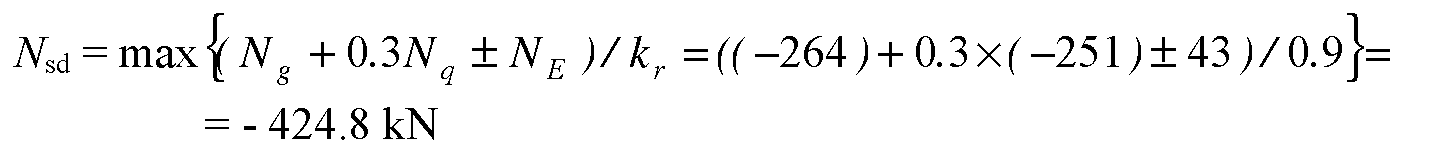 N_sd = max{( N_g + 0.3N_q ± N_E )/ k_r =((−264)+0.3×(−251)±43)/0.9}=
= - 424.8 kN